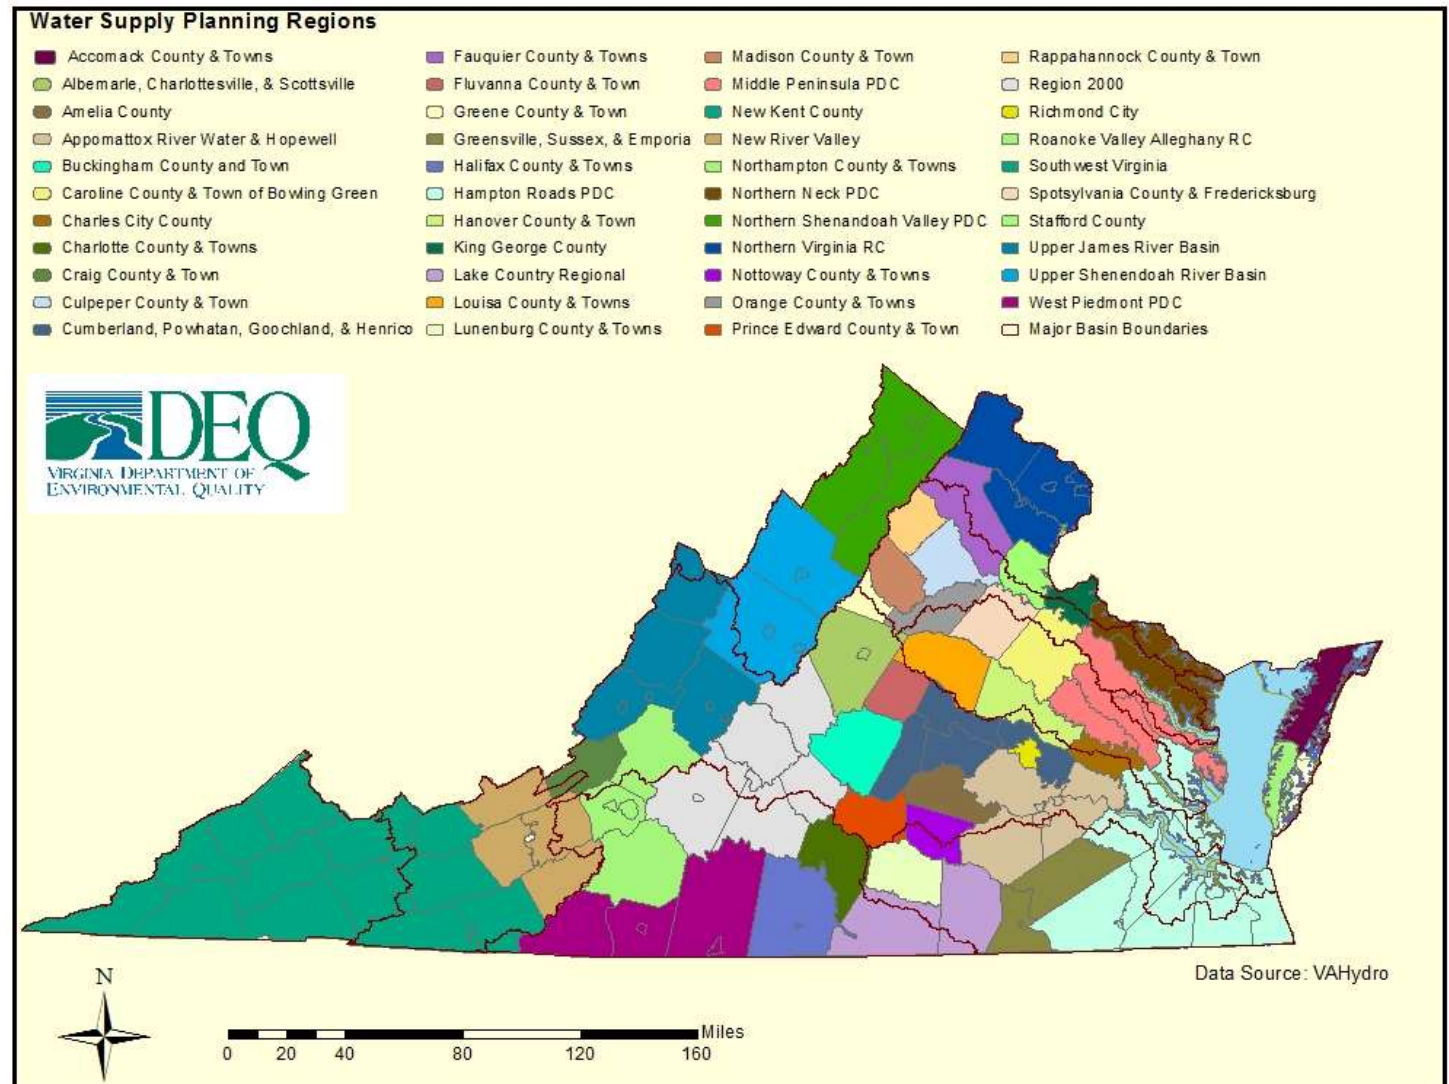 Water Supply Planning Regions
Accomack County & Towns
Albemarle, Charlottesville, & Scottsville
Amelia County
Appomattox River Water & Hopewell
Buckingham County and Town
Caroline County & Town of Bowling Green
Charles City County
Charlotte County & Towns
Craig County & Town
Culpeper County & Town
Cumberland, Powhatan, Goochland, & Henrico
Fauquier County & Towns
Fluvanna County & Town
Greene County & Town
Greensville, Sussex, & Emporia
Halifax County & Towns
Hampton Roads PDC
Hanover County & Town
King George County
Lake Country Regional
Louisa County & Towns
Lunenburg County & Towns
Madison County & Town
Middle Peninsula PDC
New Kent County
New River Valley
Northampton County & Towns
Northern Neck PDC
Northern Shenandoah Valley PDC
Northern Virginia RC
Nottoway County & Towns
Orange County & Towns
Prince Edward County & Town
Rappahannock County & Town
Region 2000
Richmond City
Roanoke Valley Alleghany RC
Southwest Virginia
Spotsylvania County & Fredericksburg
Stafford County
Upper James River Basin
Upper Shenendoah River Basin
West Piedmont PDC
Major Basin Boundaries
DEQ
VIRGINIA DEPARTMENT OF
ENVIRONMENTAL QUALITY
Data Source: VAHydro
N
Miles
0 20 40 80 120 160